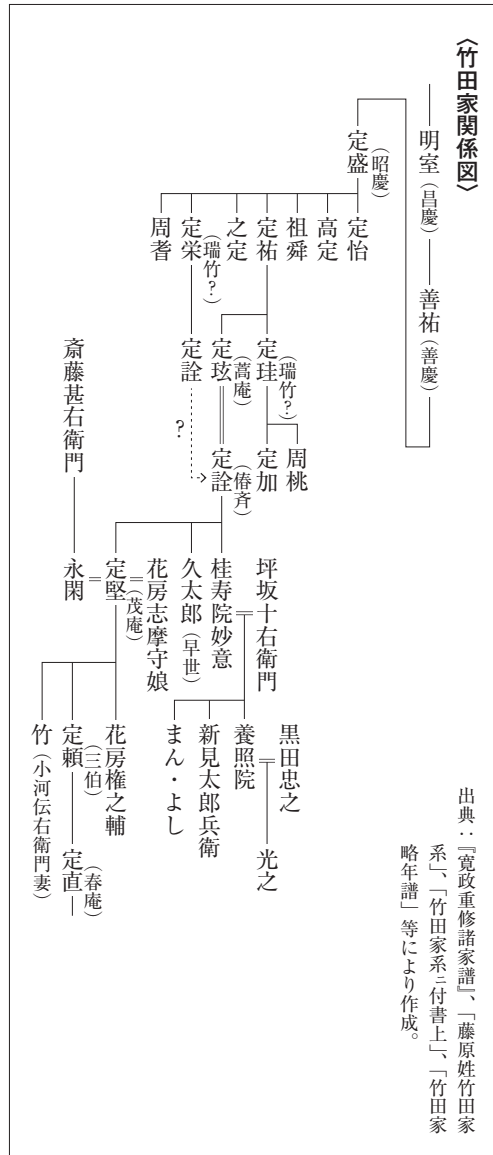 〈竹田家関係図〉
明室（昌慶）
善祐（善慶）
定盛（昭慶）
定怡
高定
祖舜
定祐
之定
定栄（瑞竹？）
周耆
定珪（瑞竹？）
定玹（蒿庵）
定詮
周桃
定加
定詮（偆斉）
？
斎藤甚右衛門
坪坂十右衛門
桂寿院妙意
久太郎（早世）
花房志摩守娘
定堅（茂庵）
永閑
黒田忠之
養照院
光之
新見太郎兵衛
まん・よし
花房権之輔
定頼（三伯）
定直（春庵）
竹（小河伝右衛門妻）
出典：『寛政重修諸家譜』、「藤原姓竹田家
系」、「竹田家系ニ付書上」、「竹田家
略年譜」等により作成。